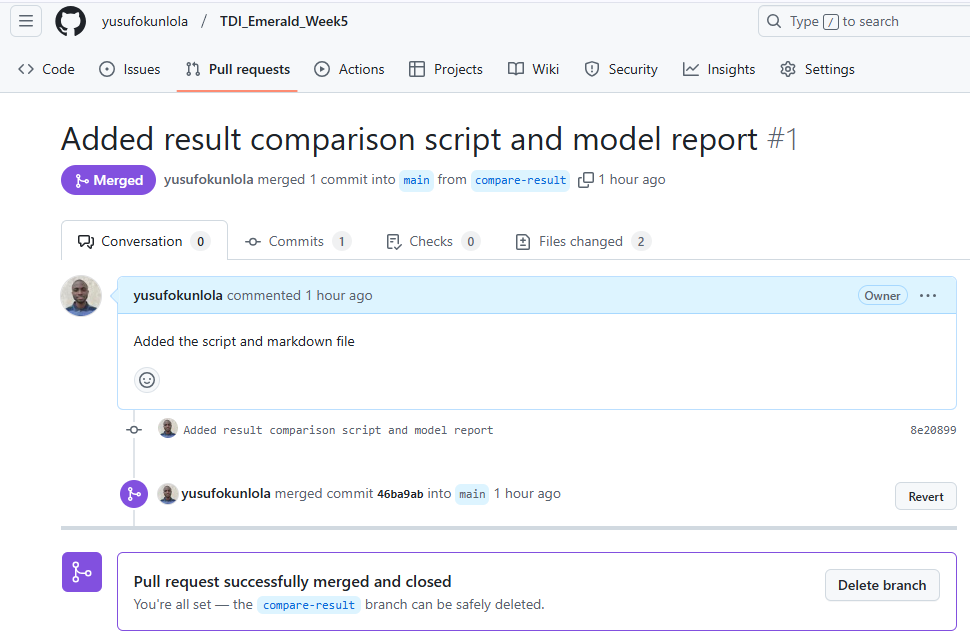 yusufokunlola / TDI_Emerald_Week5 Type / to search
Code Issues Pull requests Actions Projects Wiki Security Insights Settings
Added result comparison script and model report #1
Merged yusufokunlola merged 1 commit into main from compare-result 1 hour ago
Conversation 0 Commits 1 Checks 0 Files changed 2
yusufokunlola commented 1 hour ago Owner
Added the script and markdown file
Added result comparison script and model report 8e20899
yusufokunlola merged commit 46ba9ab into main 1 hour ago Revert
Pull request successfully merged and closed
You're all set — the compare-result branch can be safely deleted. Delete branch